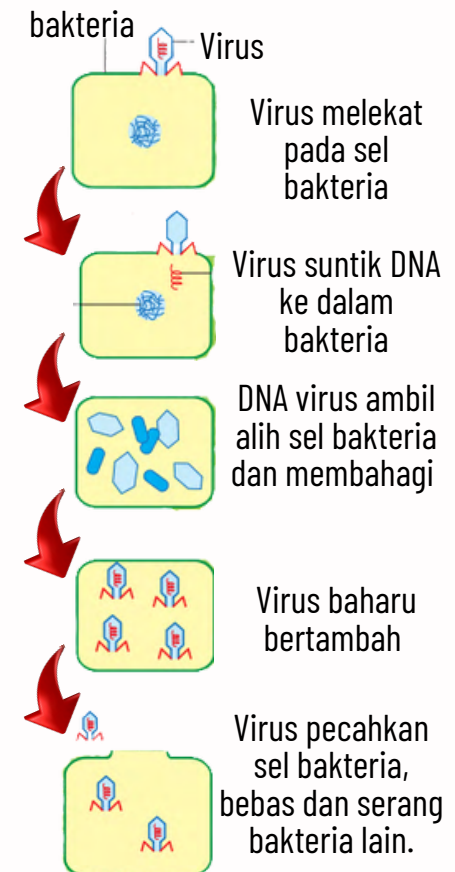 bakteria
Virus
Virus melekat
pada sel
bakteria
Virus suntik DNA
ke dalam
bakteria
DNA virus ambil
alih sel bakteria
dan membahagi
Virus baharu
bertambah
Virus pecahkan
sel bakteria,
bebas dan serang
bakteria lain.